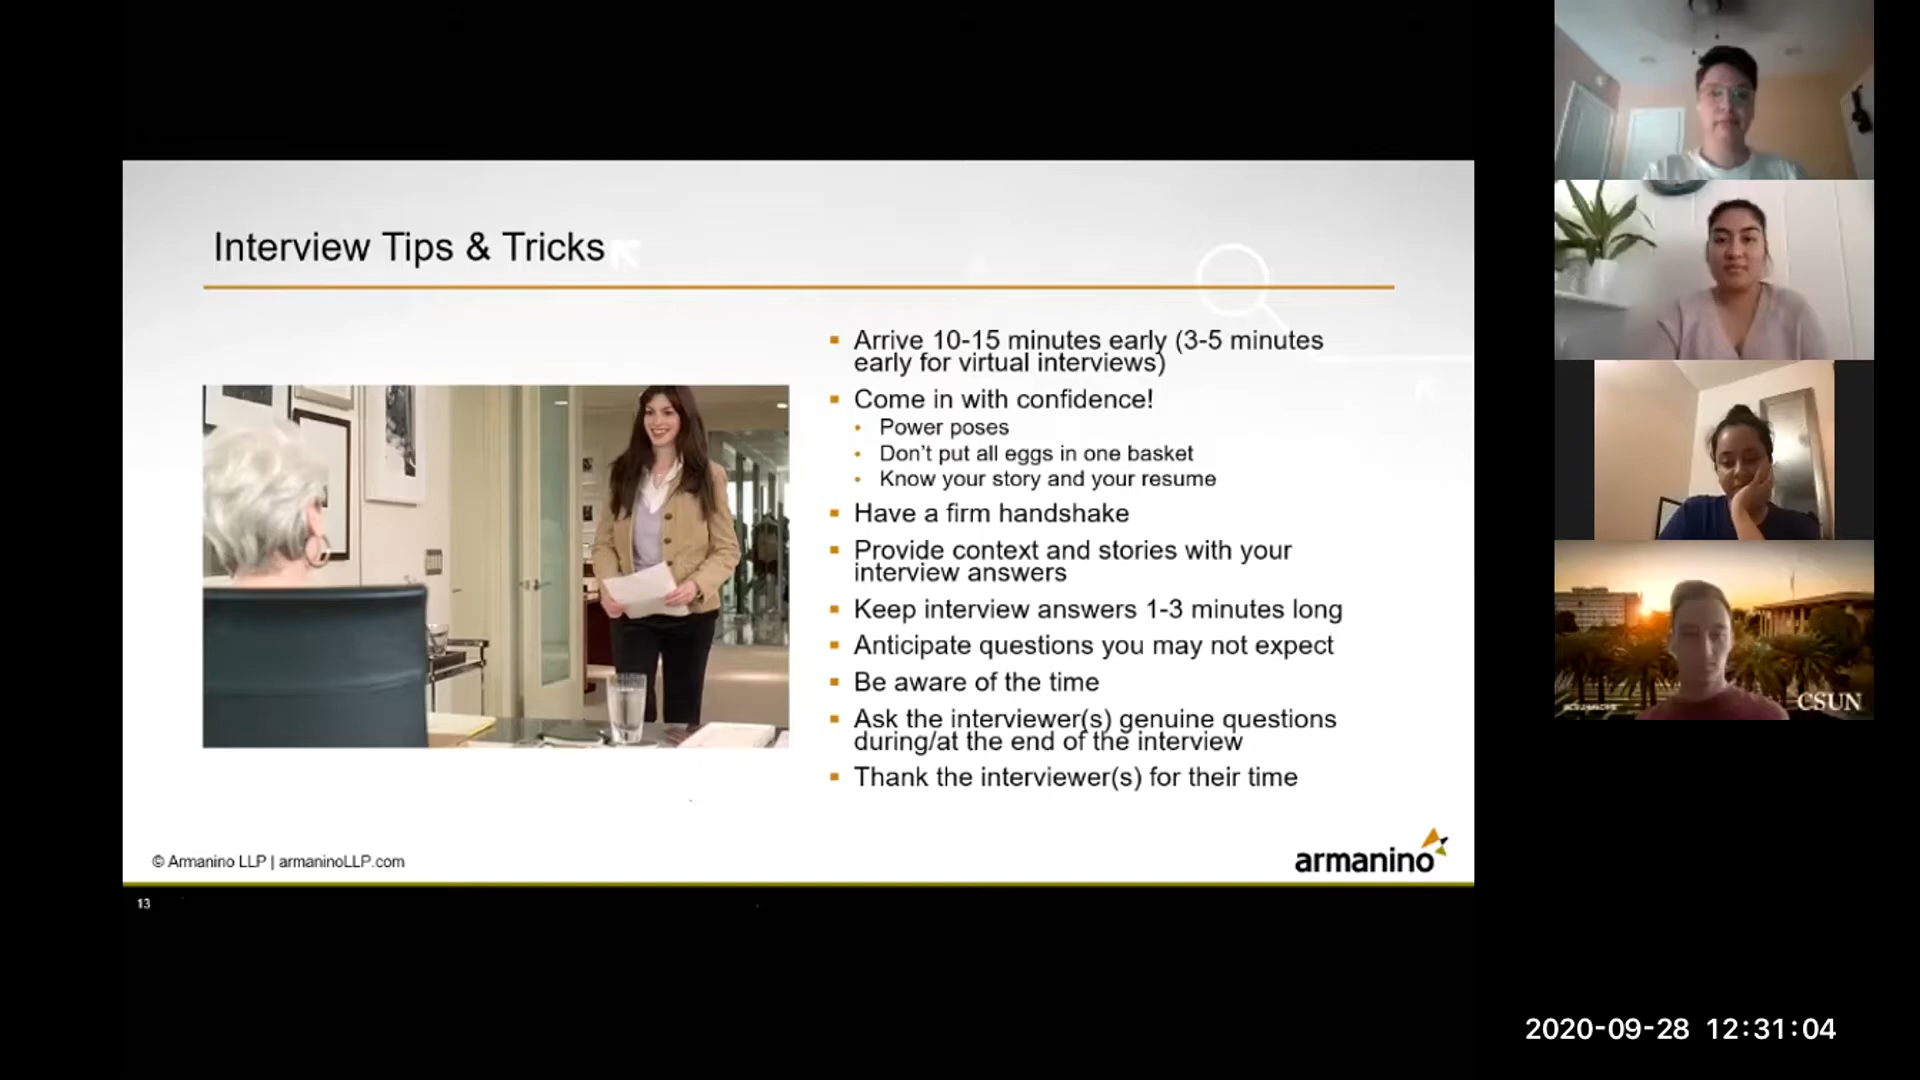 Interview Tips & Tricks
Arrive 10-15 minutes early (3-5 minutes
early for virtual interviews)
Come in with confidence!
Power poses
Don't put all eggs in one basket
Know your story and your resume
Have a firm handshake
Provide context and stories with your
interview answers
Keep interview answers 1-3 minutes long
Anticipate questions you may not expect
Be aware of the time
Ask the interviewer(s) genuine questions
during/at the end of the interview
Thank the interviewer(s) for their time
© Armanino LLP | armaninoLLP.com
armanino
13
CSUN
2020-09-28 12:31:04